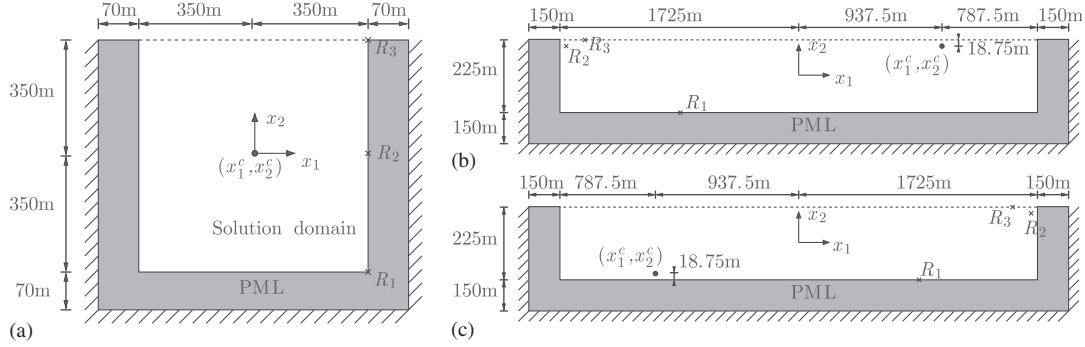 70m 350m 350m 70m
350m
350m
70m
R₃
x₂
x₁
R₂
(x₁ᶜ,x₂ᶜ)
Solution domain
R₁
PML
(a)
150m 1725m 937.5m 787.5m 150m
225m
150m
R₃
R₂
x₂
x₁
18.75m
(x₁ᶜ,x₂ᶜ)
R₁
PML
(b)
150m 787.5m 937.5m 1725m 150m
225m
150m
x₂
x₁
R₃
R₂
(x₁ᶜ,x₂ᶜ)
18.75m
R₁
PML
(c)